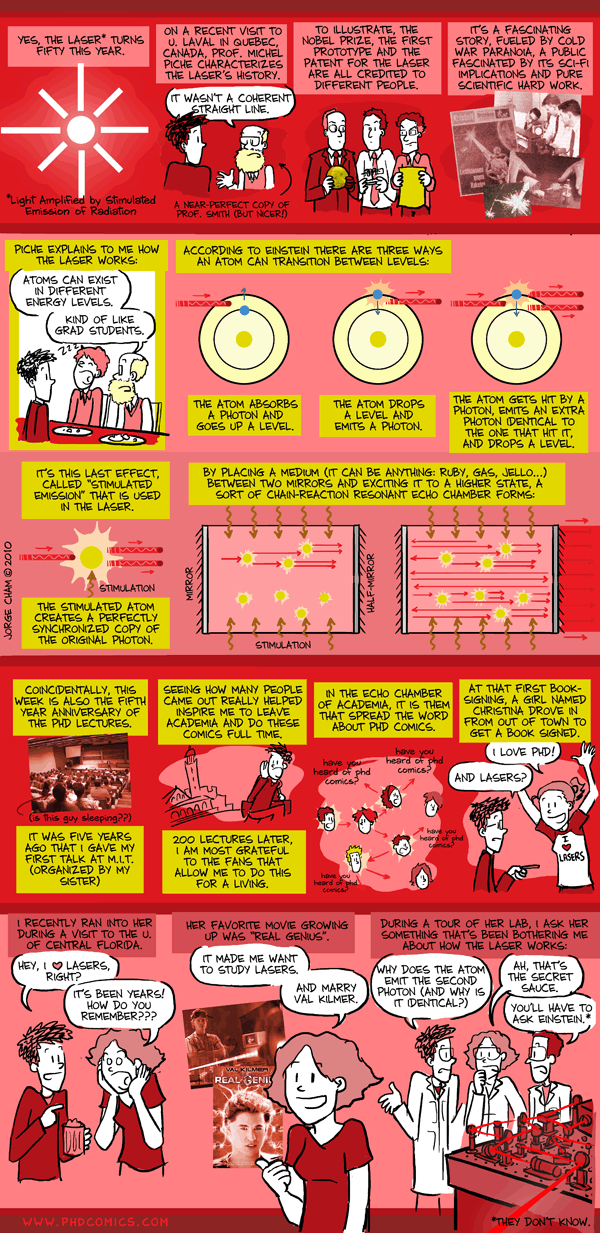 YES, THE LASER* TURNS
FIFTY THIS YEAR.
*Light Amplified by Stimulated
Emission of Radiation
ON A RECENT VISIT TO
U. LAVAL IN QUEBEC,
CANADA, PROF. MICHEL
PICHE CHARACTERIZES
THE LASER'S HISTORY.
IT WASN'T A COHERENT
STRAIGHT LINE.
A NEAR-PERFECT COPY OF
PROF. SMITH (BUT NICER!)
TO ILLUSTRATE, THE
NOBEL PRIZE, THE FIRST
PROTOTYPE AND THE
PATENT FOR THE LASER
ARE ALL CREDITED TO
DIFFERENT PEOPLE.
IT'S A FASCINATING
STORY, FUELED BY COLD
WAR PARANOIA, A PUBLIC
FASCINATED BY ITS SCI-FI
IMPLICATIONS AND PURE
SCIENTIFIC HARD WORK.
PICHE EXPLAINS TO ME HOW
THE LASER WORKS:
ATOMS CAN EXIST
IN DIFFERENT
ENERGY LEVELS.
KIND OF LIKE
GRAD STUDENTS.
ZZZ
ACCORDING TO EINSTEIN THERE ARE THREE WAYS
AN ATOM CAN TRANSITION BETWEEN LEVELS:
THE ATOM ABSORBS
A PHOTON AND
GOES UP A LEVEL.
THE ATOM DROPS
A LEVEL AND
EMITS A PHOTON.
THE ATOM GETS HIT BY A
PHOTON, EMITS AN EXTRA
PHOTON IDENTICAL TO
THE ONE THAT HIT IT,
AND DROPS A LEVEL.
IT'S THIS LAST EFFECT,
CALLED "STIMULATED
EMISSION" THAT IS USED
IN THE LASER.
STIMULATION
THE STIMULATED ATOM
CREATES A PERFECTLY
SYNCHRONIZED COPY OF
THE ORIGINAL PHOTON.
JORGE CHAM © 2010
BY PLACING A MEDIUM (IT CAN BE ANYTHING: RUBY, GAS, JELLO...)
BETWEEN TWO MIRRORS AND EXCITING IT TO A HIGHER STATE, A
SORT OF CHAIN-REACTION RESONANT ECHO CHAMBER FORMS:
MIRROR
HALF-MIRROR
STIMULATION
COINCIDENTALLY, THIS
WEEK IS ALSO THE FIFTH
YEAR ANNIVERSARY OF
THE PHD LECTURES.
(is this guy sleeping??)
IT WAS FIVE YEARS
AGO THAT I GAVE MY
FIRST TALK AT M.I.T.
(ORGANIZED BY MY
SISTER)
SEEING HOW MANY PEOPLE
CAME OUT REALLY HELPED
INSPIRE ME TO LEAVE
ACADEMIA AND DO THESE
COMICS FULL TIME.
200 LECTURES LATER,
I AM MOST GRATEFUL
TO THE FANS THAT
ALLOW ME TO DO THIS
FOR A LIVING.
IN THE ECHO CHAMBER
OF ACADEMIA, IT IS THEM
THAT SPREAD THE WORD
ABOUT PHD COMICS.
have you
heard of phd
comics?
have you
heard of phd
comics?
have you
heard of phd
comics?
have you
heard of phd
comics?
AT THAT FIRST BOOK-
SIGNING, A GIRL NAMED
CHRISTINA DROVE IN
FROM OUT OF TOWN TO
GET A BOOK SIGNED.
I LOVE PHD!
AND LASERS?
I
♥
LASERS
I RECENTLY RAN INTO HER
DURING A VISIT TO THE U.
OF CENTRAL FLORIDA.
HEY, I ♥ LASERS,
RIGHT?
IT'S BEEN YEARS!
HOW DO YOU
REMEMBER???
HER FAVORITE MOVIE GROWING
UP WAS "REAL GENIUS".
IT MADE ME WANT
TO STUDY LASERS.
AND MARRY
VAL KILMER.
VAL KILMER
REAL GENI
DURING A TOUR OF HER LAB, I ASK HER
SOMETHING THAT'S BEEN BOTHERING ME
ABOUT HOW THE LASER WORKS:
WHY DOES THE ATOM
EMIT THE SECOND
PHOTON (AND WHY IS
IT IDENTICAL?)
AH, THAT'S
THE SECRET
SAUCE.
YOU'LL HAVE TO
ASK EINSTEIN.*
WWW.PHDCOMICS.COM
*THEY DON'T KNOW.